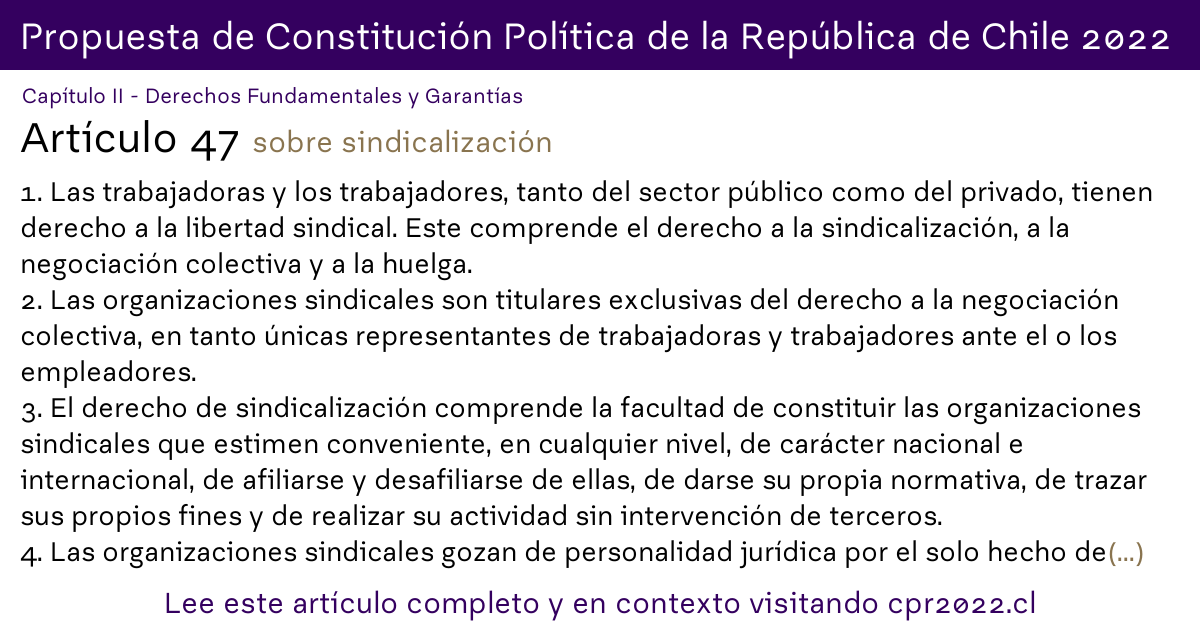 Propuesta de Constitución Política de la República de Chile 2022
Capítulo II - Derechos Fundamentales y Garantías
Artículo 47 sobre sindicalización
1. Las trabajadoras y los trabajadores, tanto del sector público como del privado, tienen
derecho a la libertad sindical. Este comprende el derecho a la sindicalización, a la
negociación colectiva y a la huelga.
2. Las organizaciones sindicales son titulares exclusivas del derecho a la negociación
colectiva, en tanto únicas representantes de trabajadoras y trabajadores ante el o los
empleadores.
3. El derecho de sindicalización comprende la facultad de constituir las organizaciones
sindicales que estimen conveniente, en cualquier nivel, de carácter nacional e
internacional, de afiliarse y desafiliarse de ellas, de darse su propia normativa, de trazar
sus propios fines y de realizar su actividad sin intervención de terceros.
4. Las organizaciones sindicales gozan de personalidad jurídica por el solo hecho de(...)
Lee este artículo completo y en contexto visitando cpr2022.cl